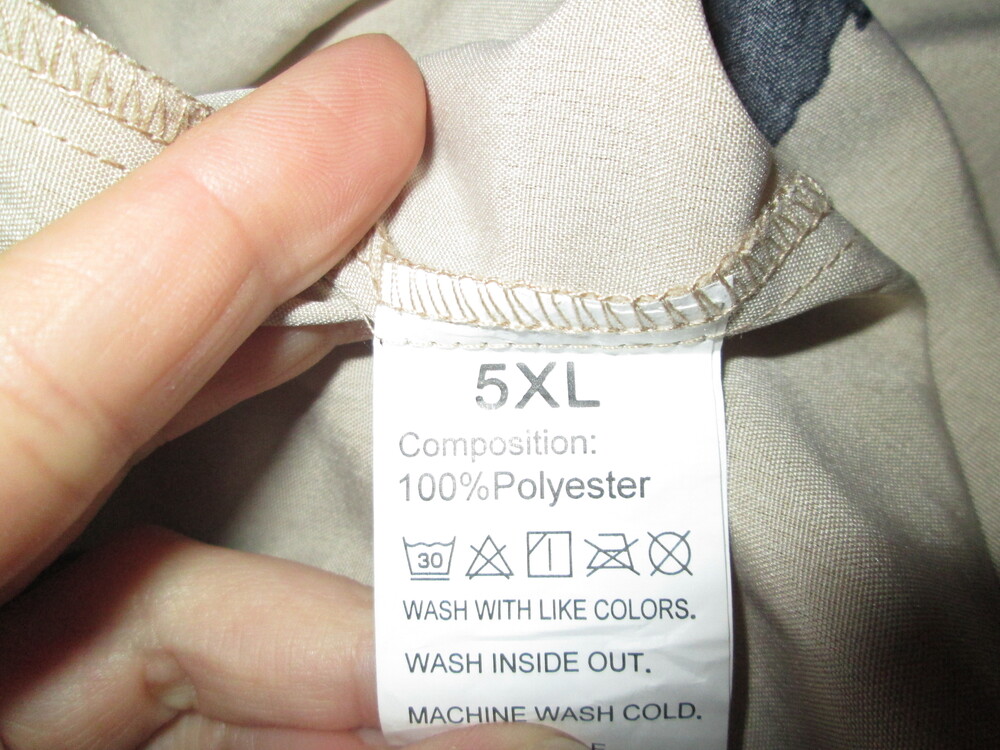 5XL
Composition:
100%Polyester
30
WASH WITH LIKE COLORS.
WASH INSIDE OUT.
MACHINE WASH COLD.